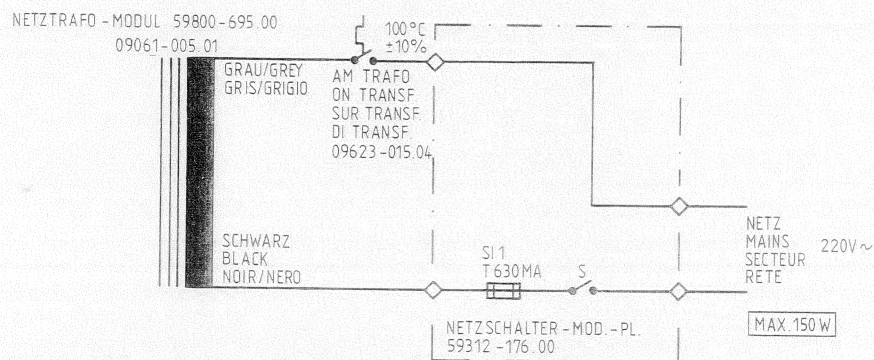 NETZTRAFO-MODUL 59800-695.00
09061-005.01
100°C
±10%
GRAU/GREY
GRIS/GRIGIO
AM TRAFO
ON TRANSF.
SUR TRANSF.
DI TRANSF.
09623-015.04
SCHWARZ
BLACK
NOIR/NERO
SI 1
T 630MA
S
NETZ
MAINS
SECTEUR
RETE
220V~
MAX. 150 W
NETZSCHALTER-MOD.-PL.
59312-176.00